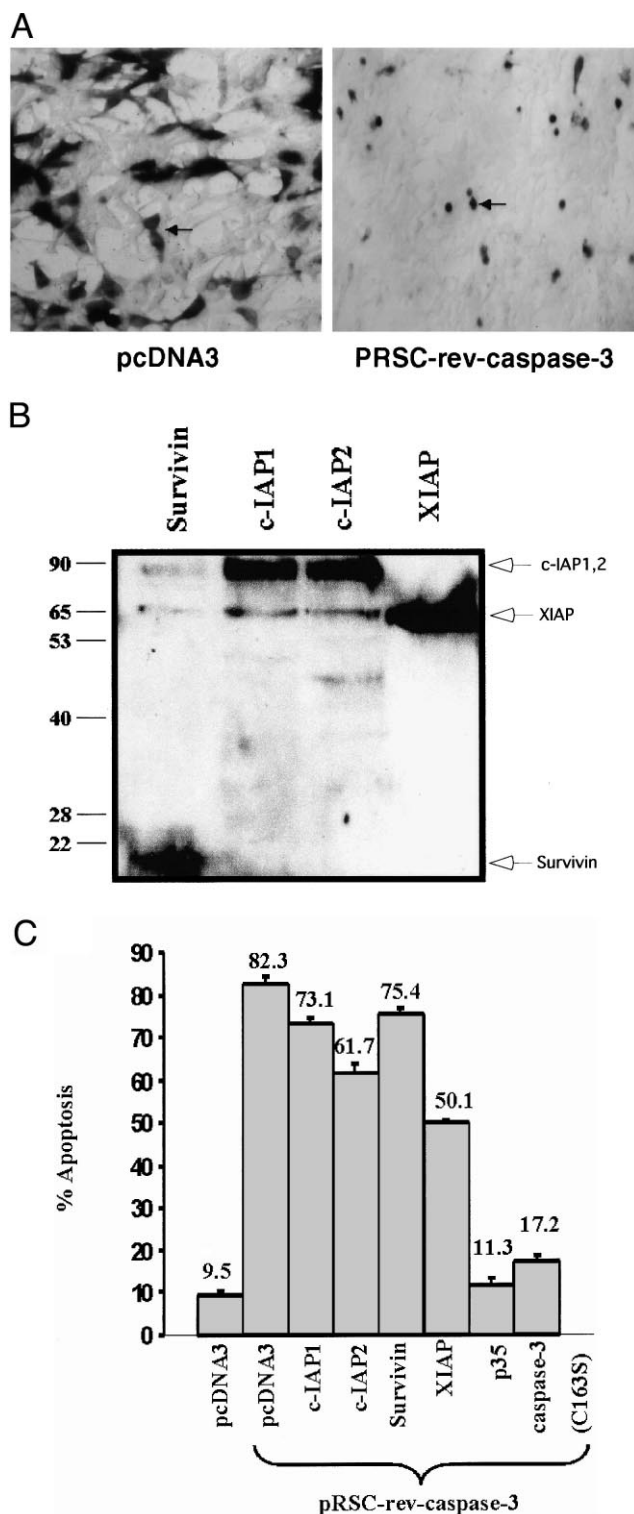 A
pcDNA3
PRSC-rev-caspase-3
B
Survivin
c-IAP1
c-IAP2
XIAP
90
65
53
40
28
22
c-IAP1,2
XIAP
Survivin
C
% Apoptosis
90
80
70
60
50
40
30
20
10
0
9.5
82.3
73.1
61.7
75.4
50.1
11.3
17.2
pcDNA3
pcDNA3
c-IAP1
c-IAP2
Survivin
XIAP
p35
caspase-3
(C163S)
pRSC-rev-caspase-3